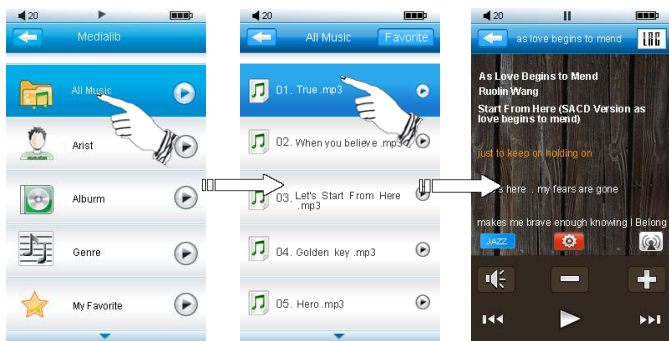 20
Medialib
All Music
Arist
Alburm
Genre
My Favorite
20
All Music
Favorite
01. True .mp3
02. When you believe .mp3
03. Let's Start From Here
.mp3
04. Golden key .mp3
05. Hero .mp3
20
as love begins to mend
LRC
As Love Begins to Mend
Ruolin Wang
Start From Here (SACD Version as
love begins to mend)
just to keep on holding on
here . my fears are gone
makes me brave enough knowing I Belong
JAZZ